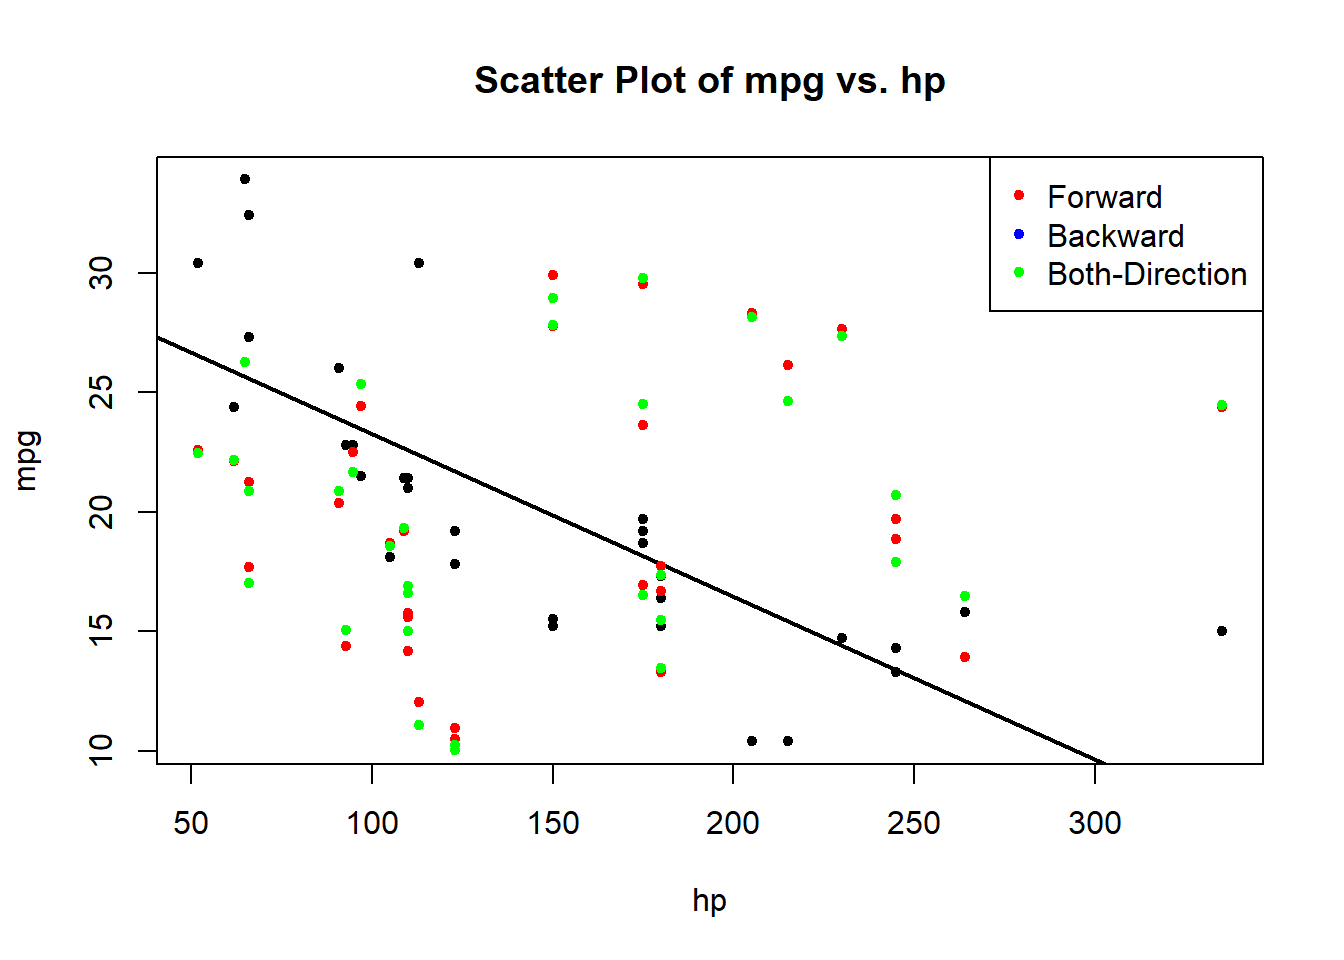 Scatter Plot of mpg vs. hp
Forward
Backward
Both-Direction
mpg
30
25
20
15
10
50 100 150 200 250 300
hp